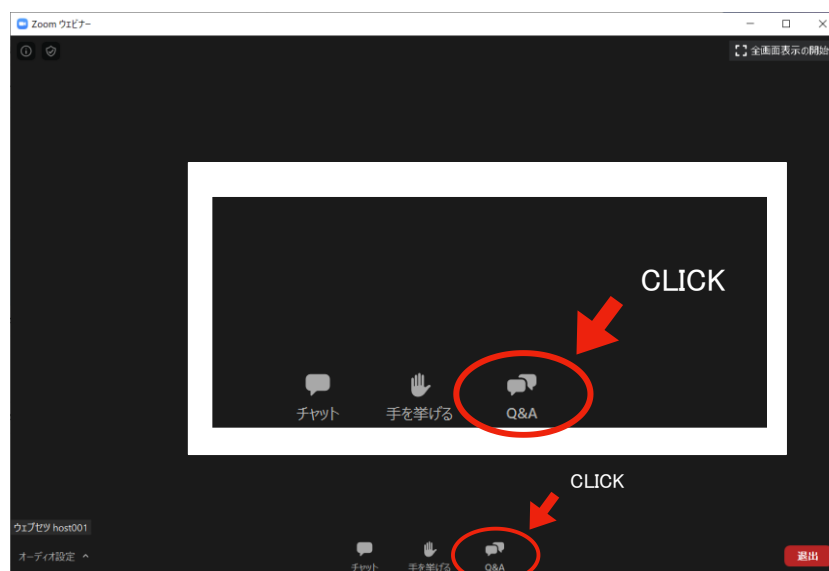 Zoom ウェビナー
全画面表示の開始
CLICK
チャット
手を挙げる
Q&A
CLICK
ウェブセツ host001
オーディオ設定
チャット
手を挙げる
Q&A
退出